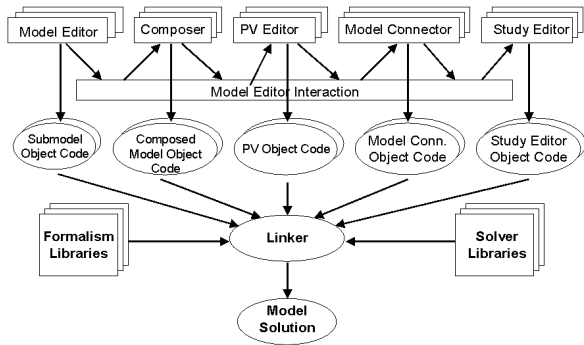 Model Editor
Composer
PV Editor
Model Connector
Study Editor
Model Editor Interaction
Submodel
Object Code
Composed
Model Object
Code
PV Object Code
Model Conn.
Object Code
Study Editor
Object Code
Formalism
Libraries
Linker
Solver
Libraries
Model
Solution